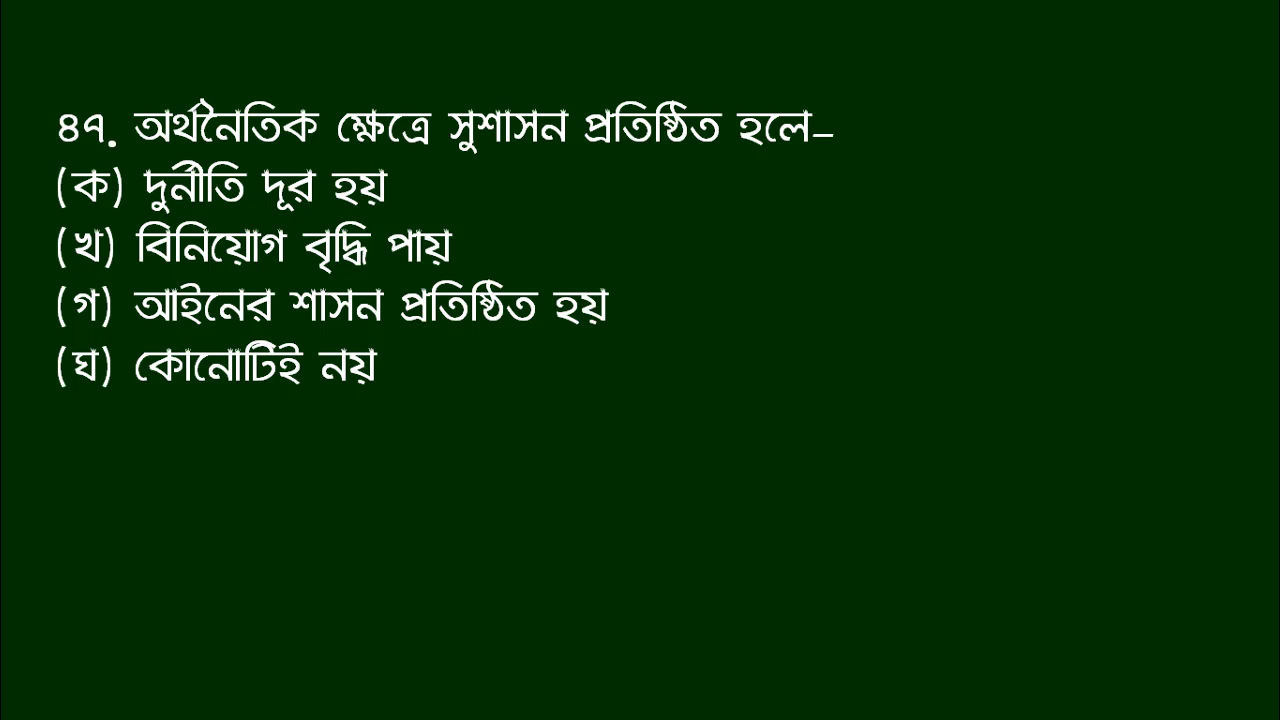 ৪৭. অর্থনৈতিক ক্ষেত্রে সুশাসন প্রতিষ্ঠিত হলে–
(ক) দুর্নীতি দূর হয়
(খ) বিনিয়োগ বৃদ্ধি পায়
(গ) আইনের শাসন প্রতিষ্ঠিত হয়
(ঘ) কোনোটিই নয়